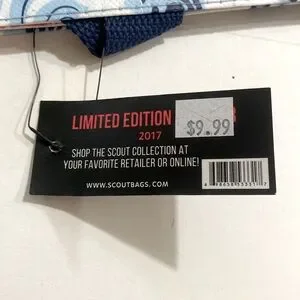 LIMITED EDITION
$9.99
2017
SHOP THE SCOUT COLLECTION AT
YOUR FAVORITE RETAILER OR ONLINE!
WWW.SCOUTBAGS.COM